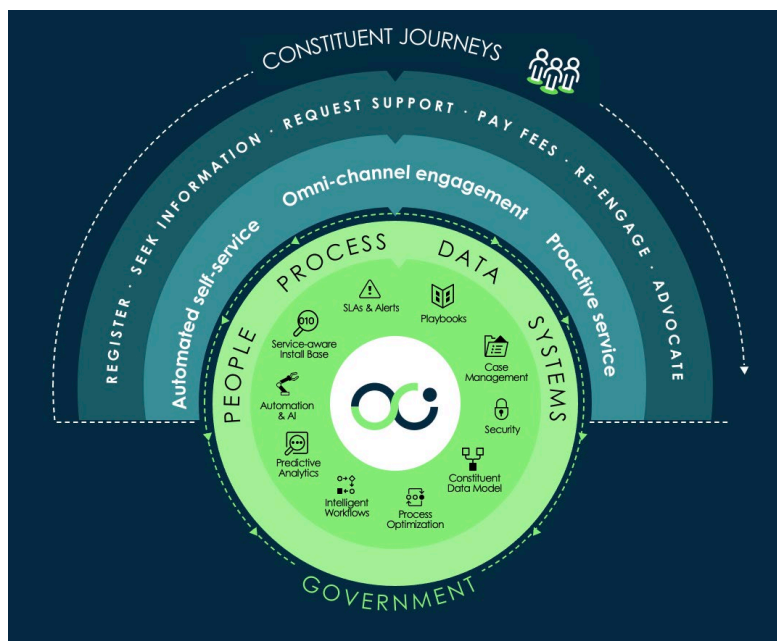 CONSTITUENT JOURNEYS
REGISTER · SEEK INFORMATION · REQUEST SUPPORT · PAY FEES · RE-ENGAGE · ADVOCATE
Automated self-service
Omni-channel engagement
Proactive service
PEOPLE
PROCESS
DATA
SYSTEMS
SLAs & Alerts
Playbooks
010
Service-aware
Install Base
Case
Management
Automation
& AI
Security
Predictive
Analytics
Constituent
Data Model
Intelligent
Workflows
Process
Optimization
GOVERNMENT